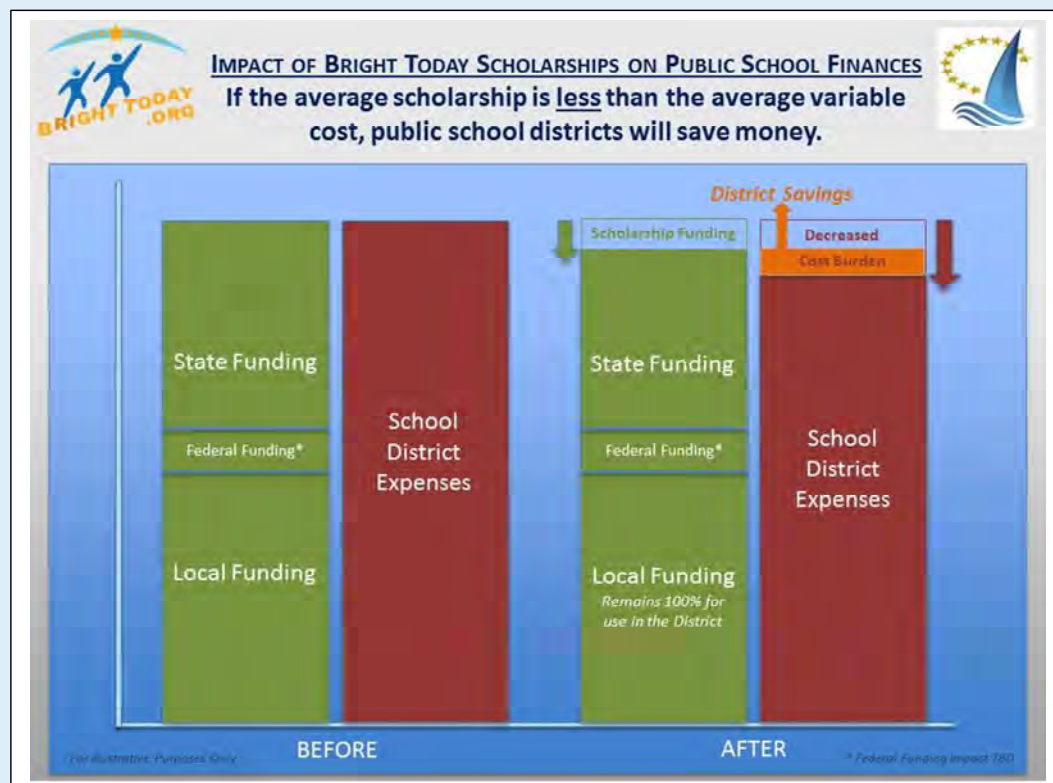 BRIGHT TODAY
.ORG
IMPACT OF BRIGHT TODAY SCHOLARSHIPS ON PUBLIC SCHOOL FINANCES
If the average scholarship is less than the average variable
cost, public school districts will save money.
District Savings
Scholarship Funding
Decreased
Cost Burden
State Funding
Federal Funding*
Local Funding
School
District
Expenses
State Funding
Federal Funding*
Local Funding
Remains 100% for
use in the District
School
District
Expenses
BEFORE
AFTER
For Illustrative Purposes Only
* Federal Funding Impact TBD